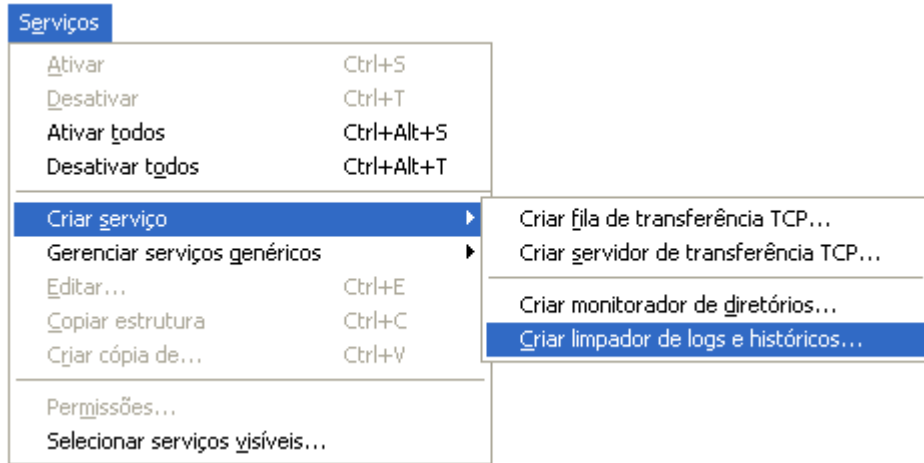 Serviços
Ativar Ctrl+S
Desativar Ctrl+T
Ativar todos Ctrl+Alt+S
Desativar todos Ctrl+Alt+T
Criar serviço
Gerenciar serviços genéricos
Editar... Ctrl+E
Copiar estrutura Ctrl+C
Criar cópia de... Ctrl+V
Permissões...
Selecionar serviços visíveis...
Criar fila de transferência TCP...
Criar servidor de transferência TCP...
Criar monitorador de diretórios...
Criar limpador de logs e históricos...